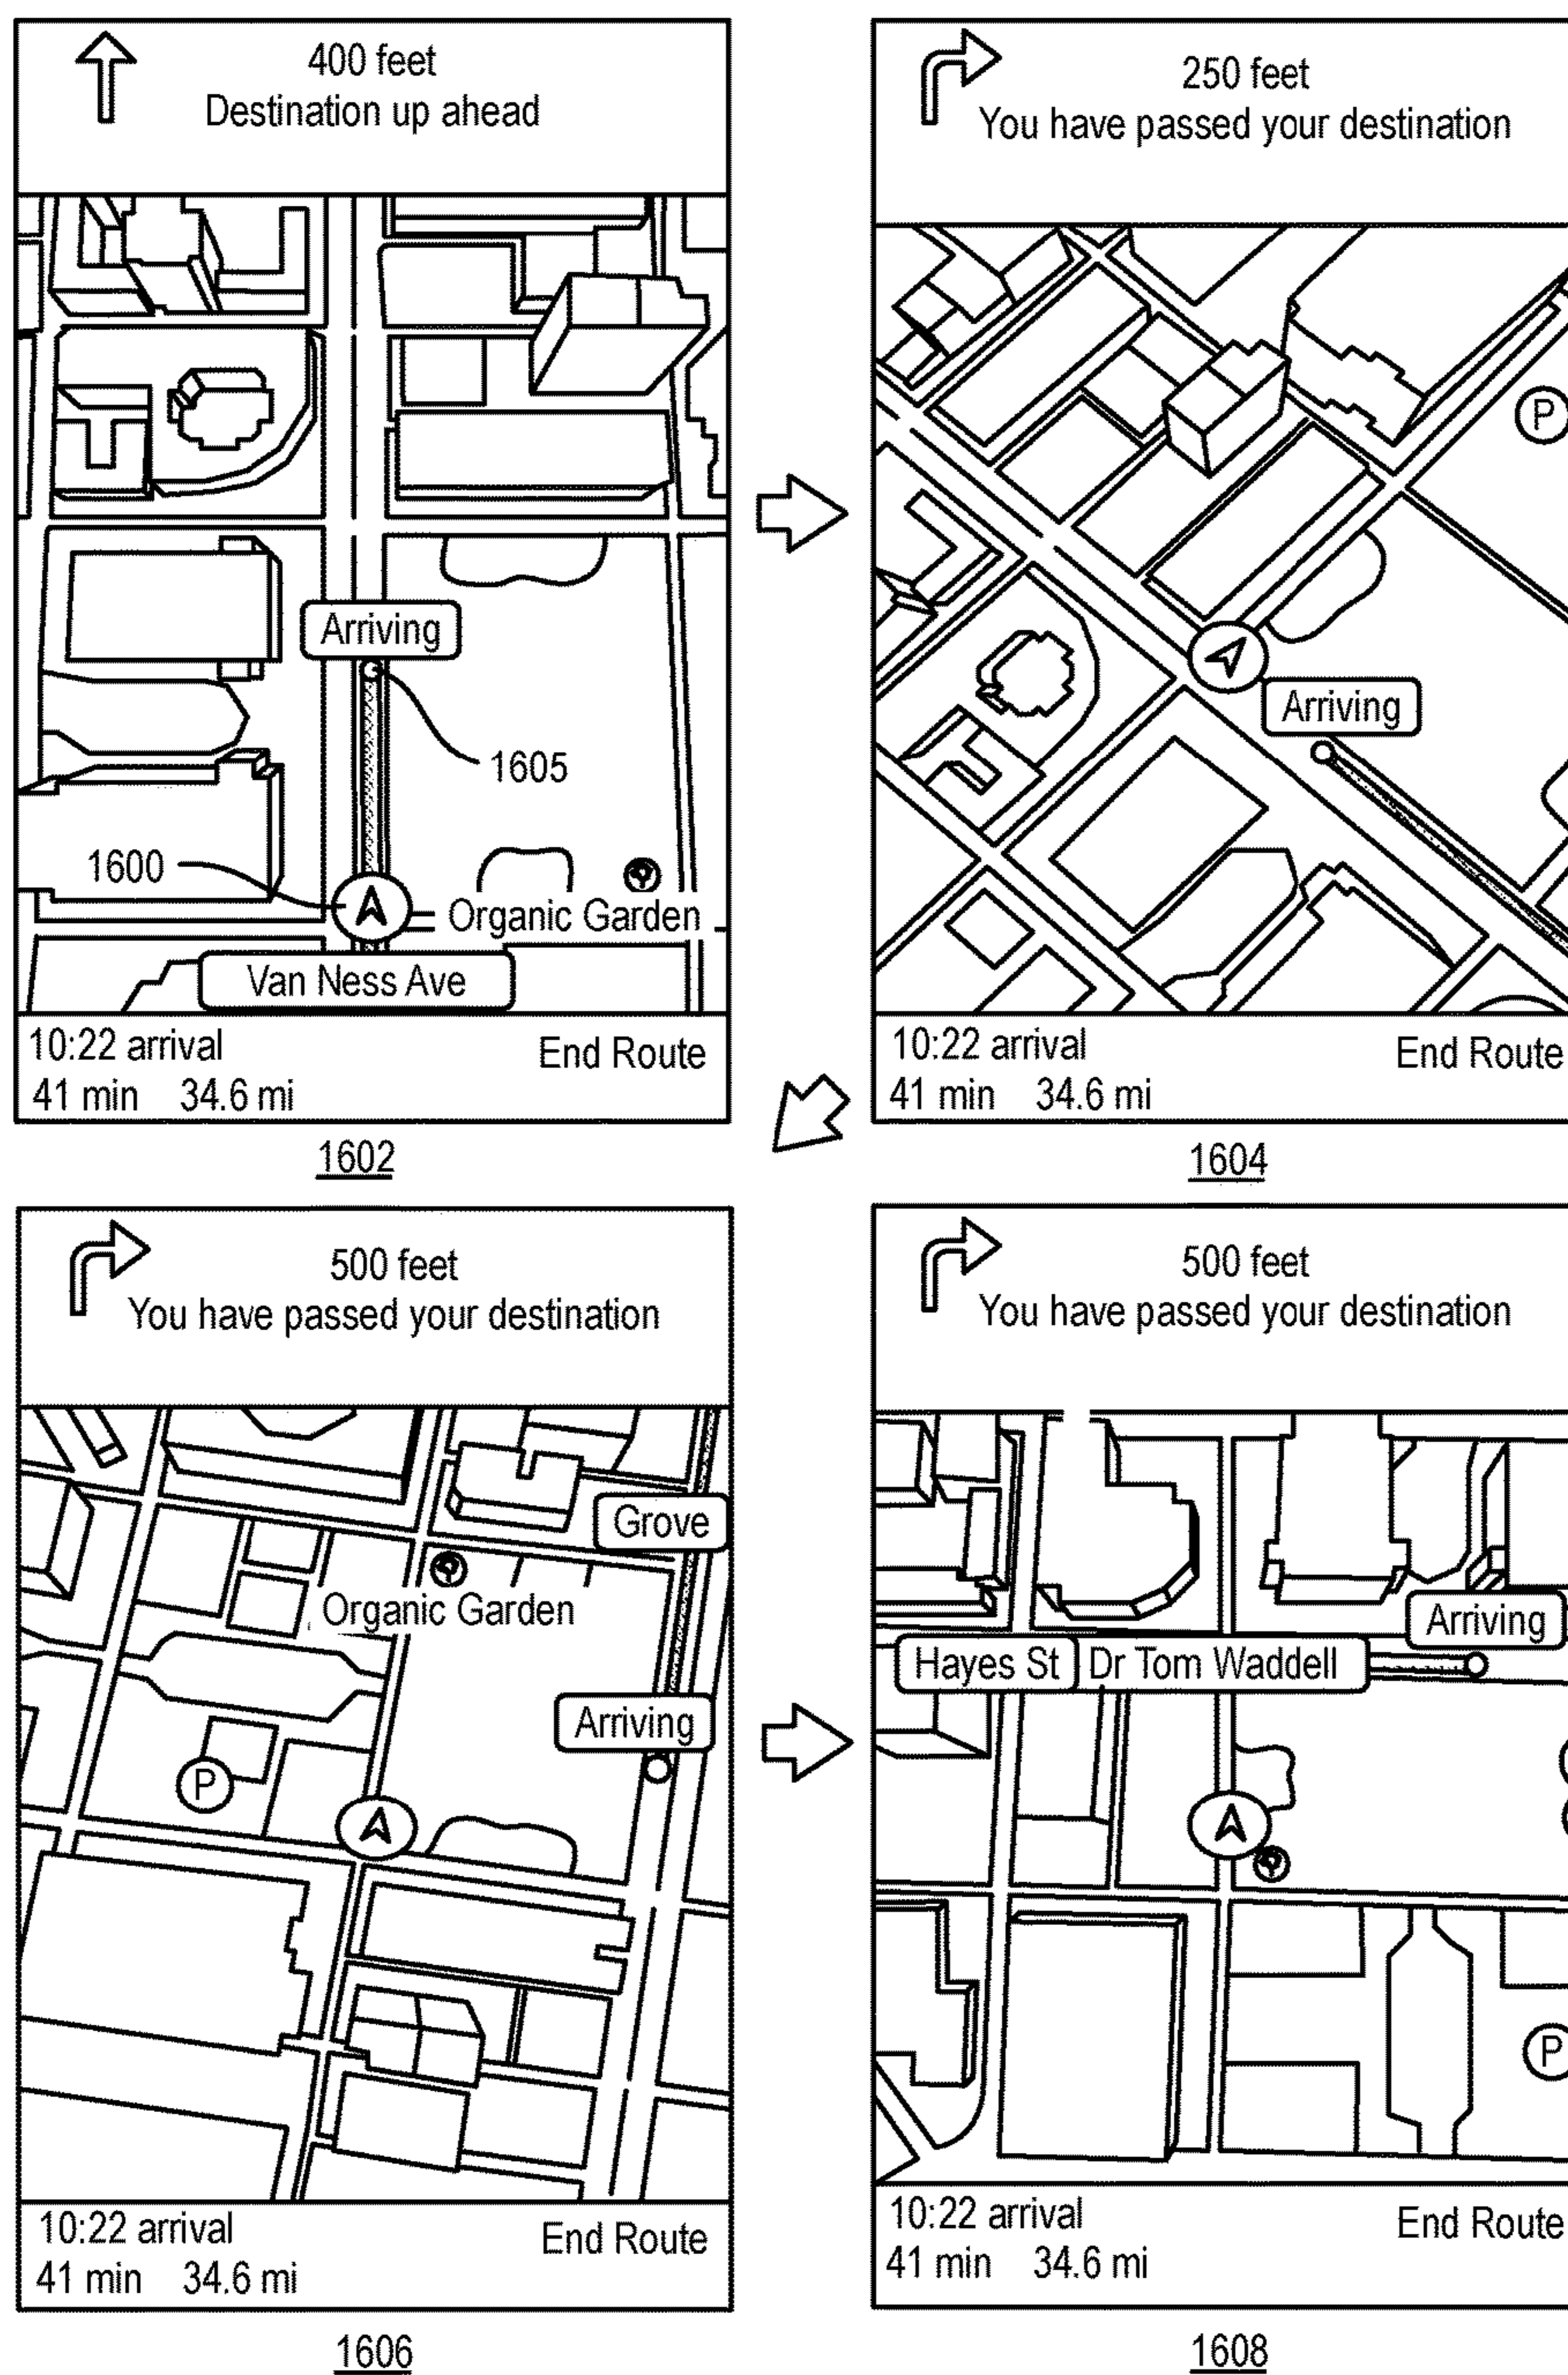 400 feet
Destination up ahead
Arriving
1605
1600
Organic Garden
Van Ness Ave
10:22 arrival
End Route
41 min 34.6 mi
1602
250 feet
You have passed your destination
P
Arriving
10:22 arrival
End Route
41 min 34.6 mi
1604
500 feet
You have passed your destination
Grove
Organic Garden
Arriving
P
10:22 arrival
End Route
41 min 34.6 mi
1606
500 feet
You have passed your destination
Arriving
Hayes St Dr Tom Waddell
P
10:22 arrival
End Route
41 min 34.6 mi
1608